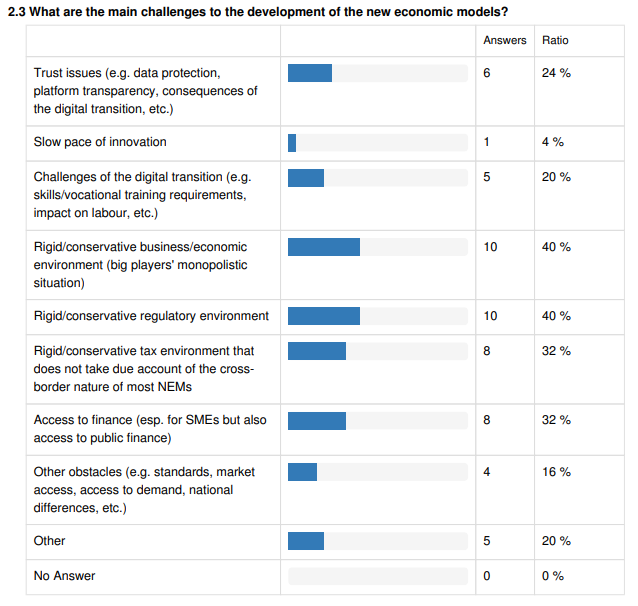 2.3 What are the main challenges to the development of the new economic models?
Answers Ratio
Trust issues (e.g. data protection,
platform transparency, consequences of
the digital transition, etc.)
6 24 %
Slow pace of innovation 1 4 %
Challenges of the digital transition (e.g.
skills/vocational training requirements,
impact on labour, etc.)
5 20 %
Rigid/conservative business/economic
environment (big players' monopolistic
situation)
10 40 %
Rigid/conservative regulatory environment 10 40 %
Rigid/conservative tax environment that
does not take due account of the cross-
border nature of most NEMs
8 32 %
Access to finance (esp. for SMEs but also
access to public finance)
8 32 %
Other obstacles (e.g. standards, market
access, access to demand, national
differences, etc.)
4 16 %
Other 5 20 %
No Answer 0 0 %